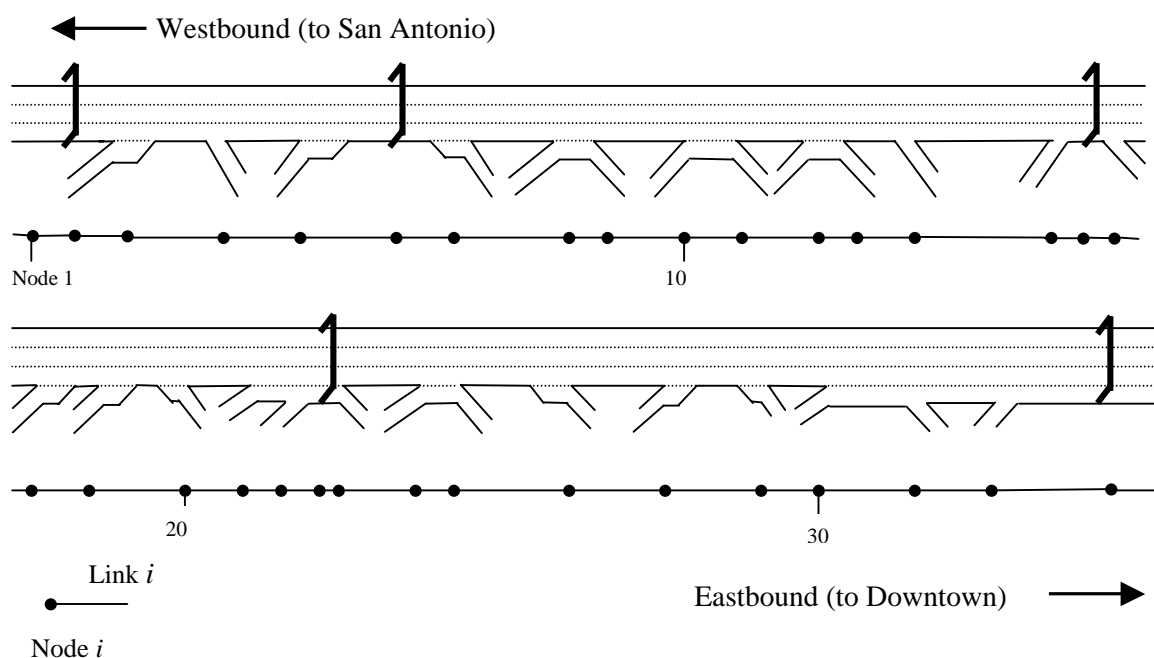 Westbound (to San Antonio)
Node 1
10
20
30
Link i
Eastbound (to Downtown)
Node i